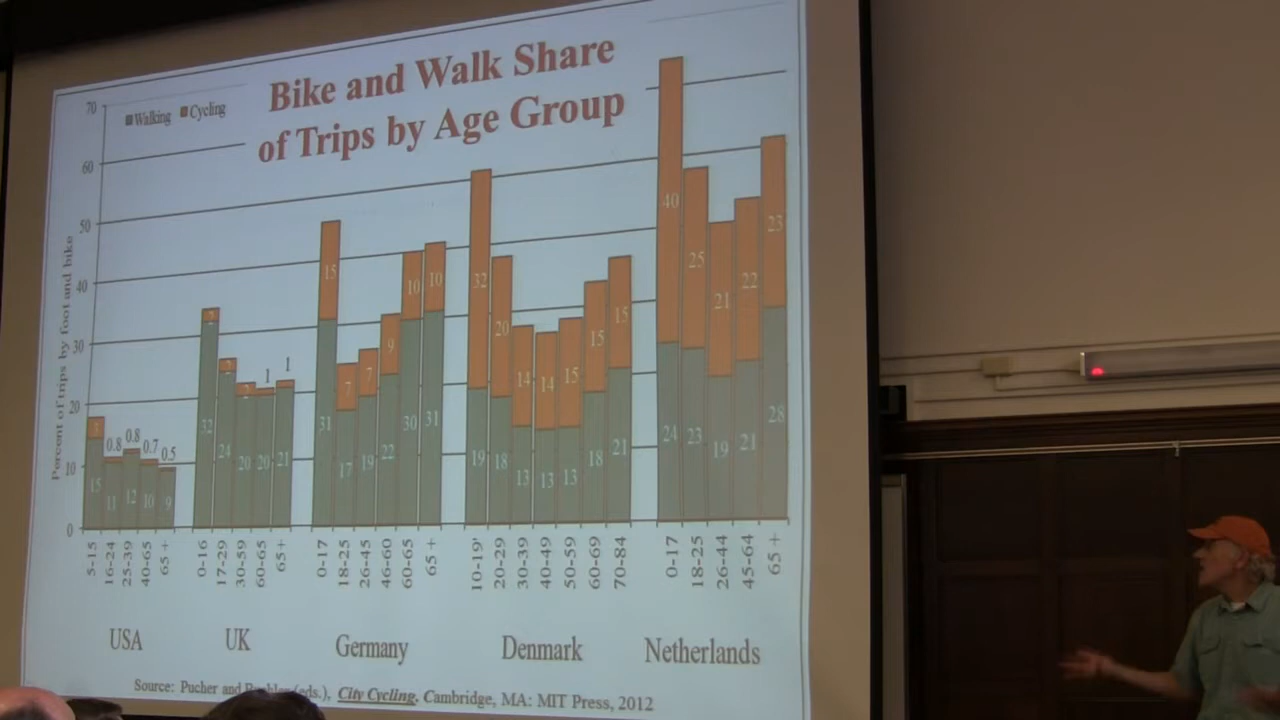 Bike and Walk Share
of Trips by Age Group
Walking Cycling
Percent of trips by foot and bike
70
60
50
40
30
20
10
0
3 15 0.8 11 0.8 12 0.7 10 0.5 9
2 32 2 24 2 20 1 20 1 21
15 31 7 17 7 19 9 22 10 30 10 31
32 19 20 18 14 13 14 13 15 13 15 18 15 21
40 24 25 23 21 19 22 21 23 28
5-15 16-24 25-39 40-65 65+
0-16 17-29 30-59 60-65 65+
0-17 18-25 26-45 46-60 60-65 65+
10-19' 20-29 30-39 40-49 50-59 60-69 70-84
0-17 18-25 26-44 45-64 65+
USA UK Germany Denmark Netherlands
Source: Pucher and (eds.), City Cycling, Cambridge, MA: MIT Press, 2012